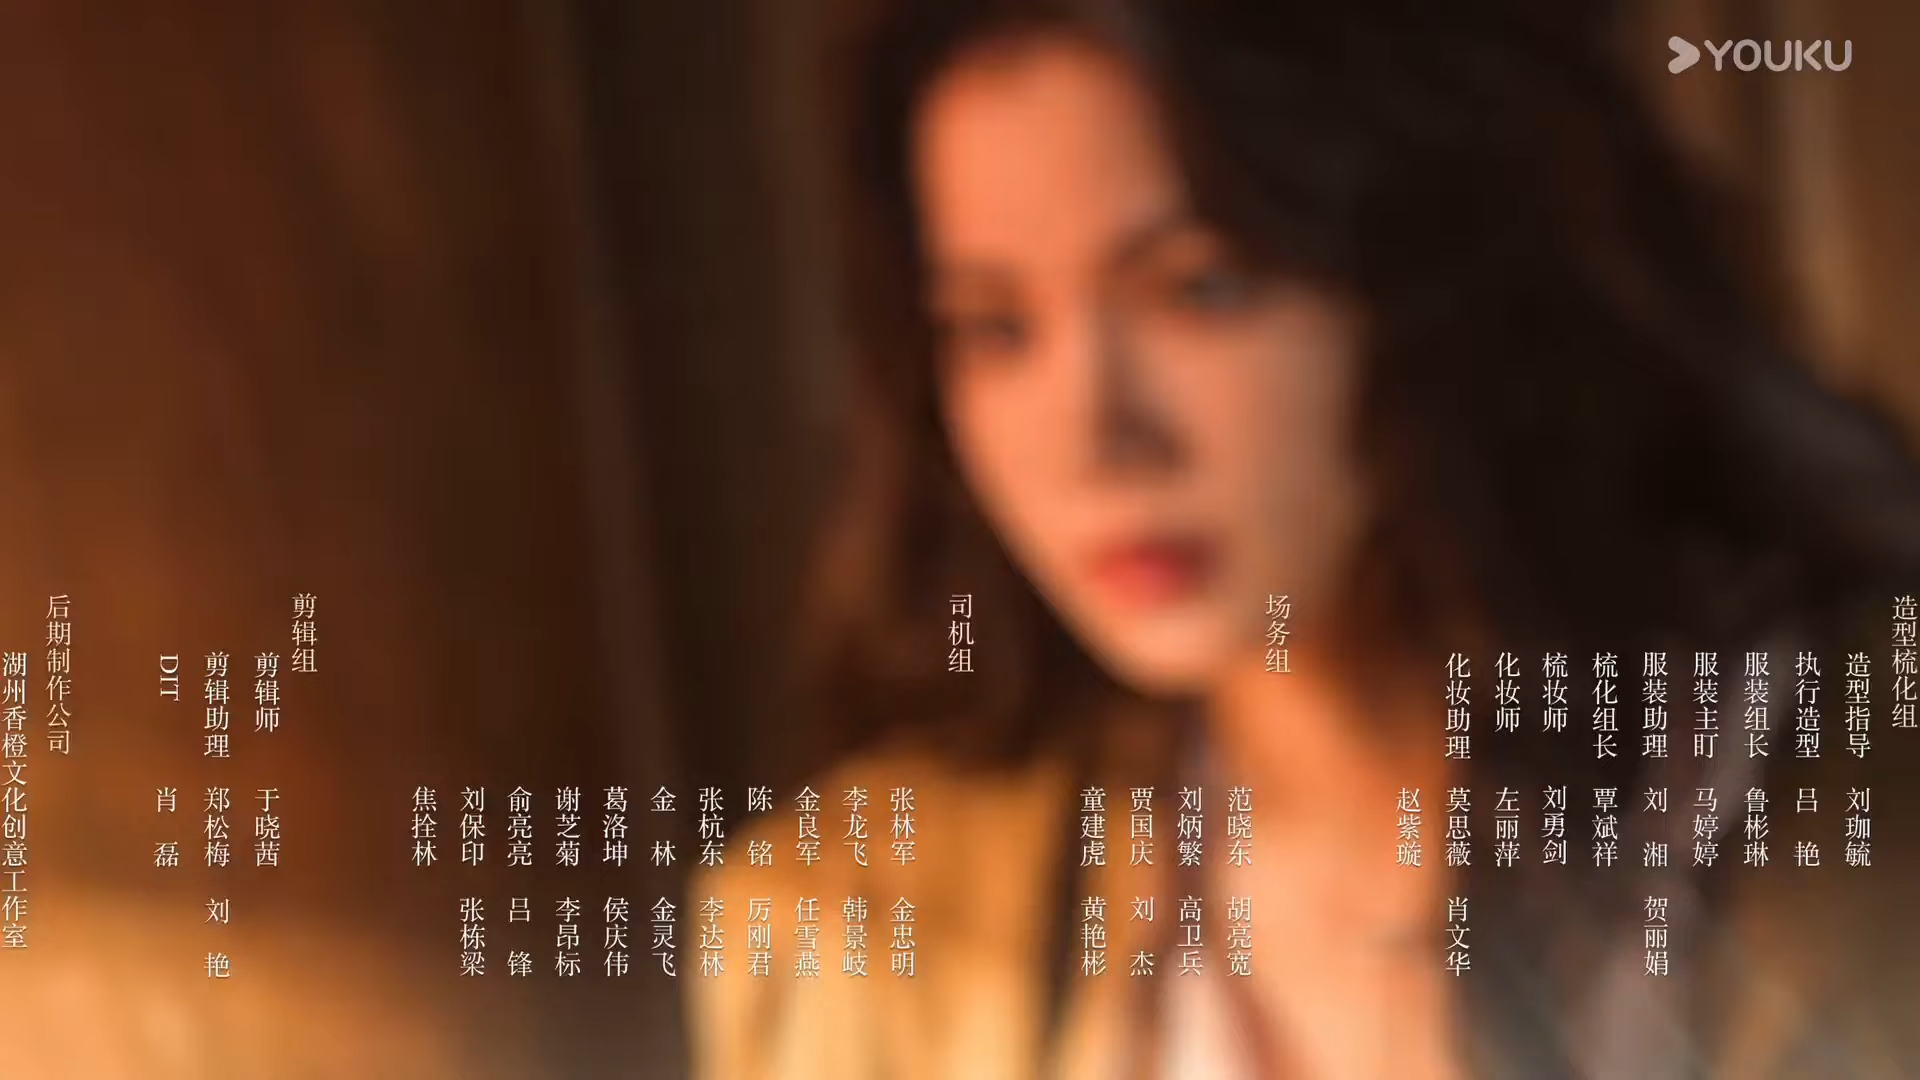 YOUKU
造型梳化组
造型指导 刘珈毓
执行造型 吕 艳
服装组长 鲁彬琳
服装主盯 马婷婷
服装助理 刘 湘 贺丽娟
梳化组长 覃斌祥
梳妆师 刘勇剑
化妆师 左丽萍
化妆助理 莫思薇 肖文华
赵紫璇
场务组
范晓东 胡亮宽
刘炳繁 高卫兵
贾国庆 刘 杰
童建虎 黄艳彬
司机组
张林军 金忠明
李龙飞 韩景岐
金良军 任雪燕
陈 铭 厉刚君
张杭东 李达林
金 林 金灵飞
葛洛坤 侯庆伟
谢芝菊 李昂标
俞亮亮 吕 锋
刘保印 张栋梁
焦拴林
剪辑组
剪辑师 于晓茜
剪辑助理 郑松梅 刘 艳
DIT 肖 磊
后期制作公司
湖州香橙文化创意工作室